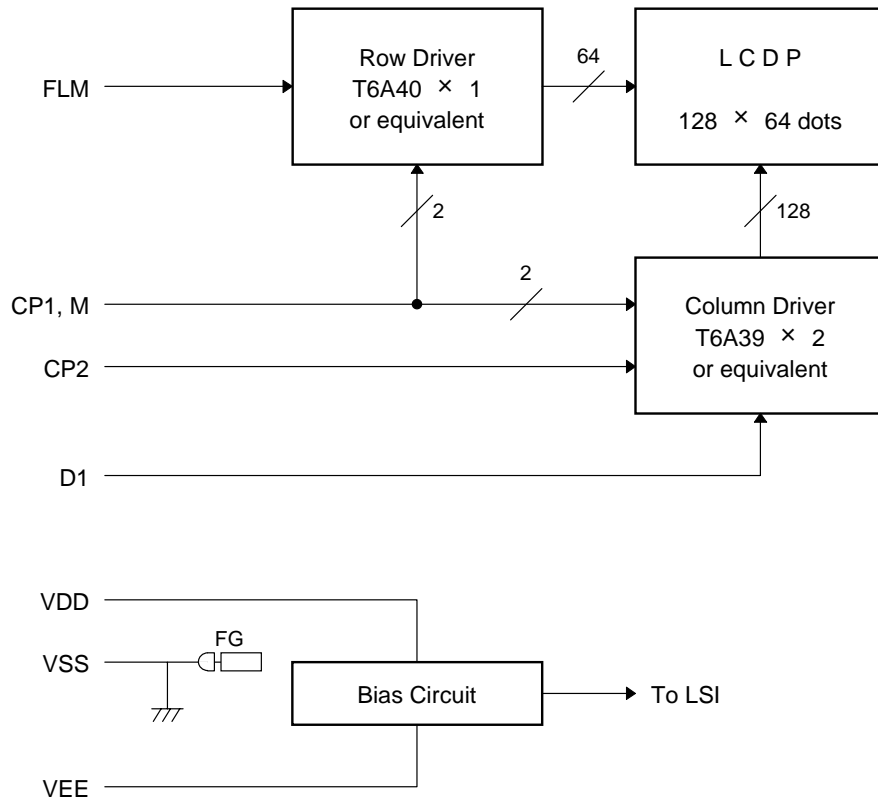 FLM
Row Driver
T6A40 × 1
or equivalent
64
L C D P
128 × 64 dots
2
128
CP1, M
2
CP2
Column Driver
T6A39 × 2
or equivalent
D1
VDD
VSS
FG
Bias Circuit
To LSI
VEE